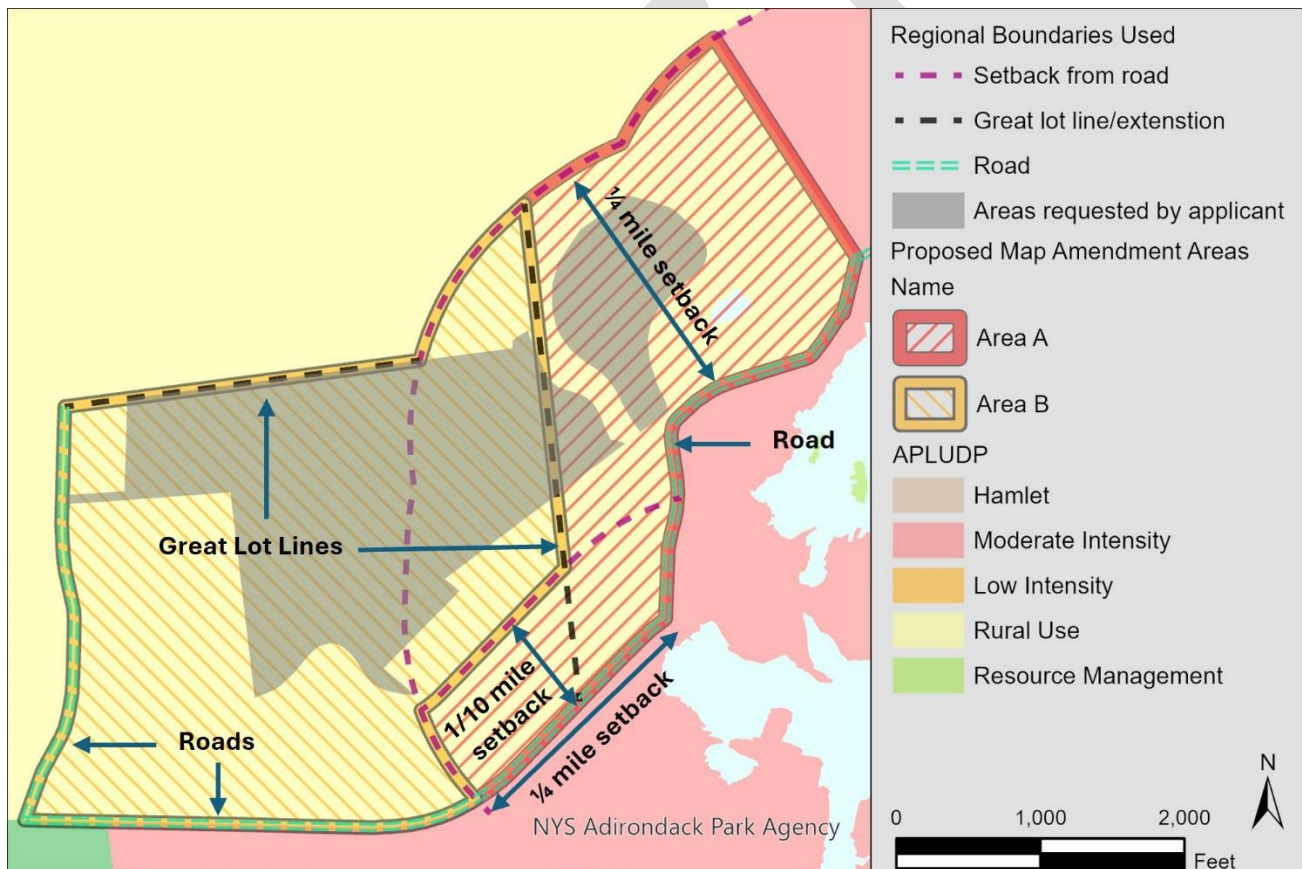 ¼ mile setback
Road
Great Lot Lines
1/10 mile
setback
¼ mile setback
Roads
NYS Adirondack Park Agency
Regional Boundaries Used
Setback from road
Great lot line/extenstion
Road
Areas requested by applicant
Proposed Map Amendment Areas
Name
Area A
Area B
APLUDP
Hamlet
Moderate Intensity
Low Intensity
Rural Use
Resource Management
N
0 1,000 2,000
Feet